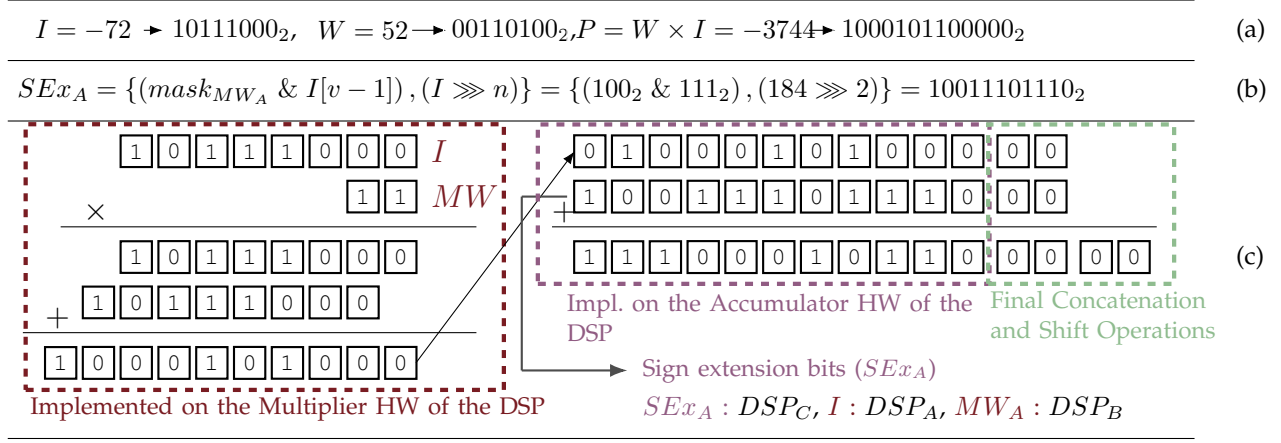 I = −72 → 10111000₂, W = 52 → 00110100₂, P = W × I = −3744 → 1000101100000₂ (a)
SEx_A = {(mask_{MW_A} & I[v − 1]), (I ⋙ n)} = {(100₂ & 111₂), (184 ⋙ 2)} = 10011101110₂ (b)
1 0 1 1 1 0 0 0 I
1 1 MW
×
1 0 1 1 1 0 0 0
1 0 1 1 1 0 0 0
+
1 0 0 0 1 0 1 0 0 0
Implemented on the Multiplier HW of the DSP
0 1 0 0 0 1 0 1 0 0 0 0 0
1 0 0 1 1 1 0 1 1 1 0 0 0
+
1 1 1 0 0 0 1 0 1 1 0 0 0 0 0 (c)
Impl. on the Accumulator HW of the
DSP
Final Concatenation
and Shift Operations
Sign extension bits (SEx_A)
SEx_A : DSP_C, I : DSP_A, MW_A : DSP_B